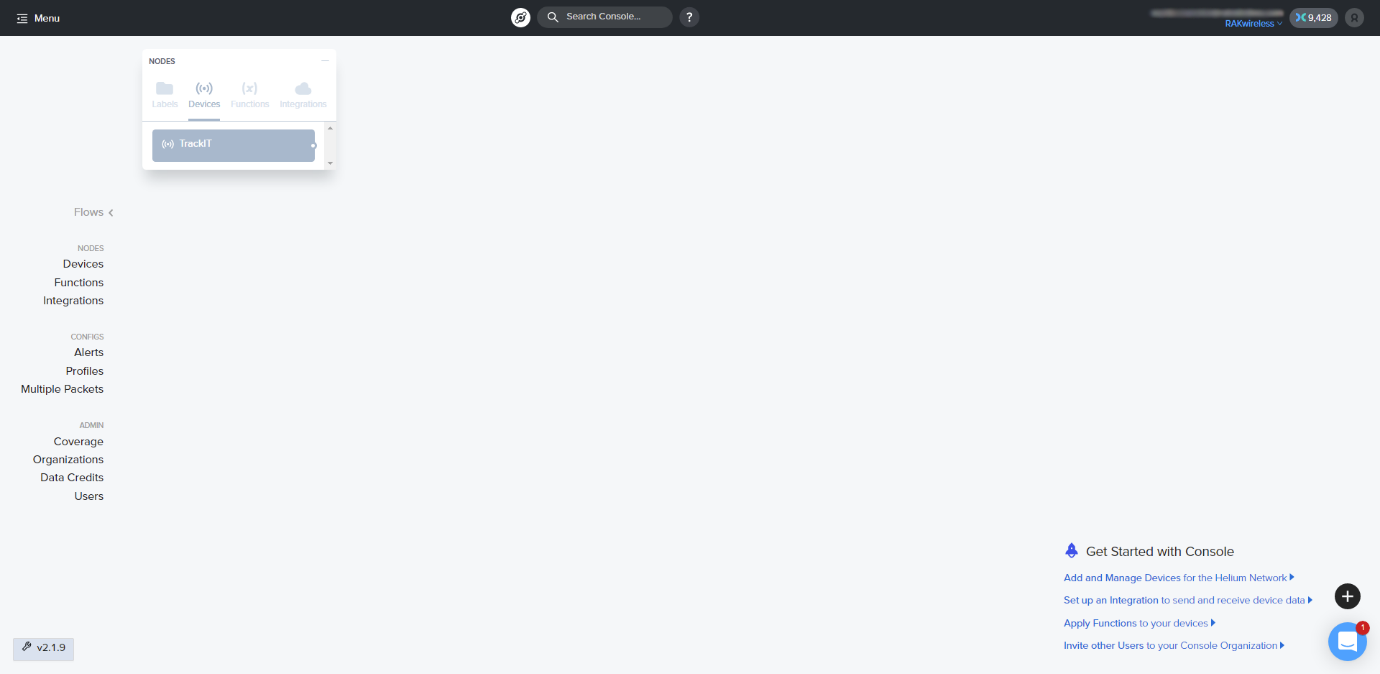 Menu
Search Console...
?
RAKwireless
9,428
NODES
Labels Devices Functions Integrations
TrackIT
Flows
NODES
Devices
Functions
Integrations
CONFIGS
Alerts
Profiles
Multiple Packets
ADMIN
Coverage
Organizations
Data Credits
Users
v2.1.9
Get Started with Console
Add and Manage Devices for the Helium Network
Set up an Integration to send and receive device data
Apply Functions to your devices
Invite other Users to your Console Organization
1